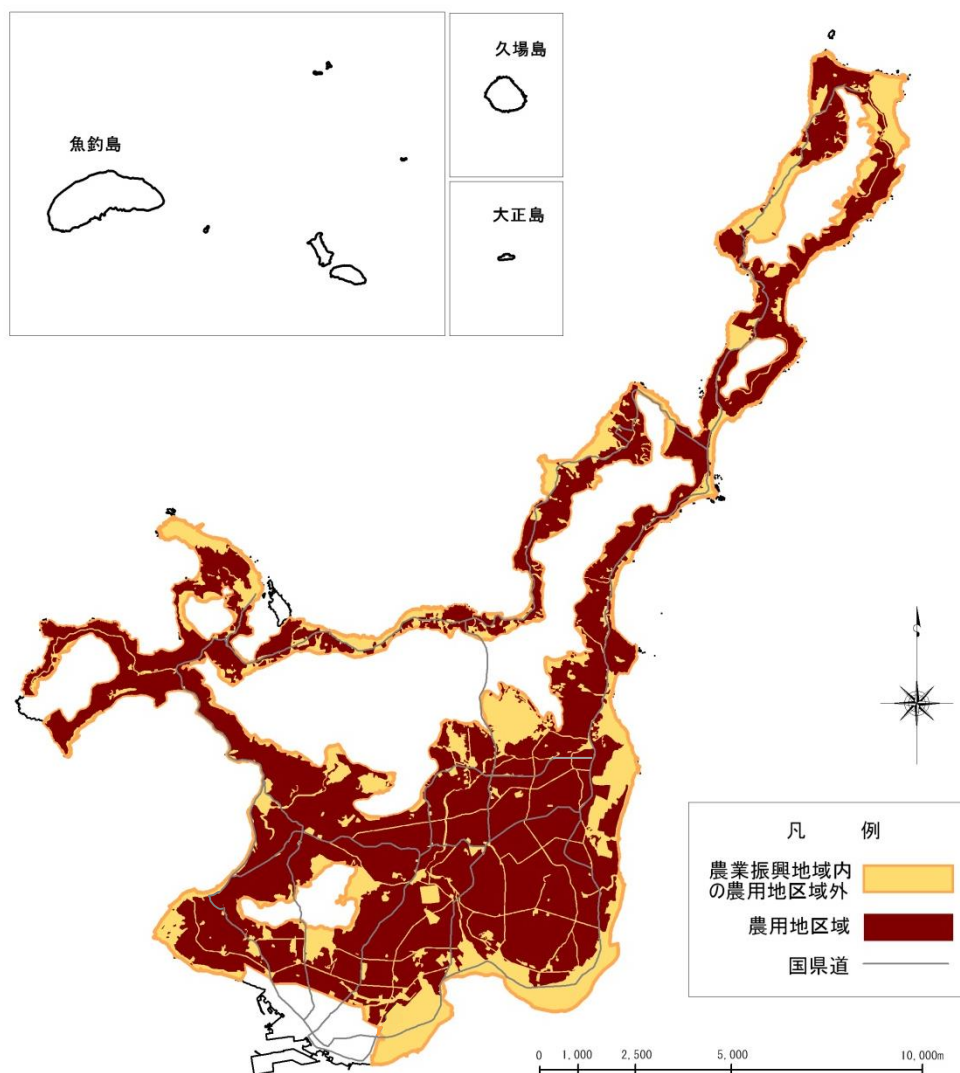 魚釣島
久場島
大正島
凡 例
農業振興地域内
の農用地区域外
農用地区域
国県道
0 1,000 2,500 5,000 10,000m